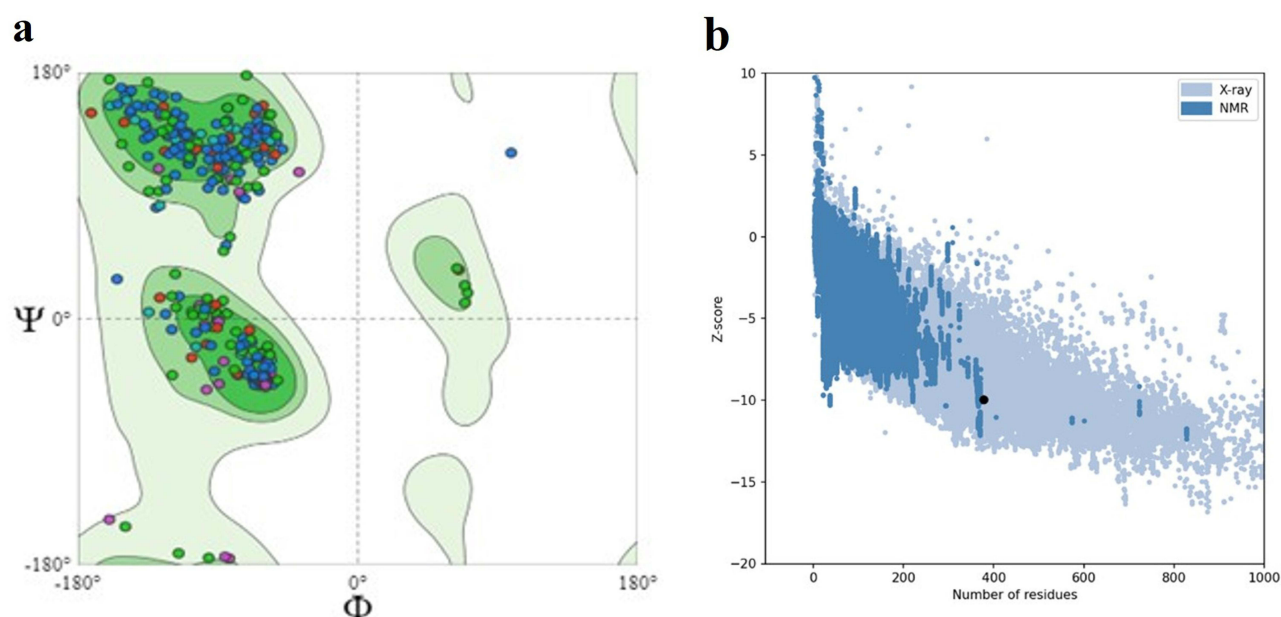 a
180°
Ψ 0°
-180°
-180° 0° 180°
Φ
b
X-ray
NMR
10
5
0
−5
−10
−15
−20
Z-score
0 200 400 600 800 1000
Number of residues